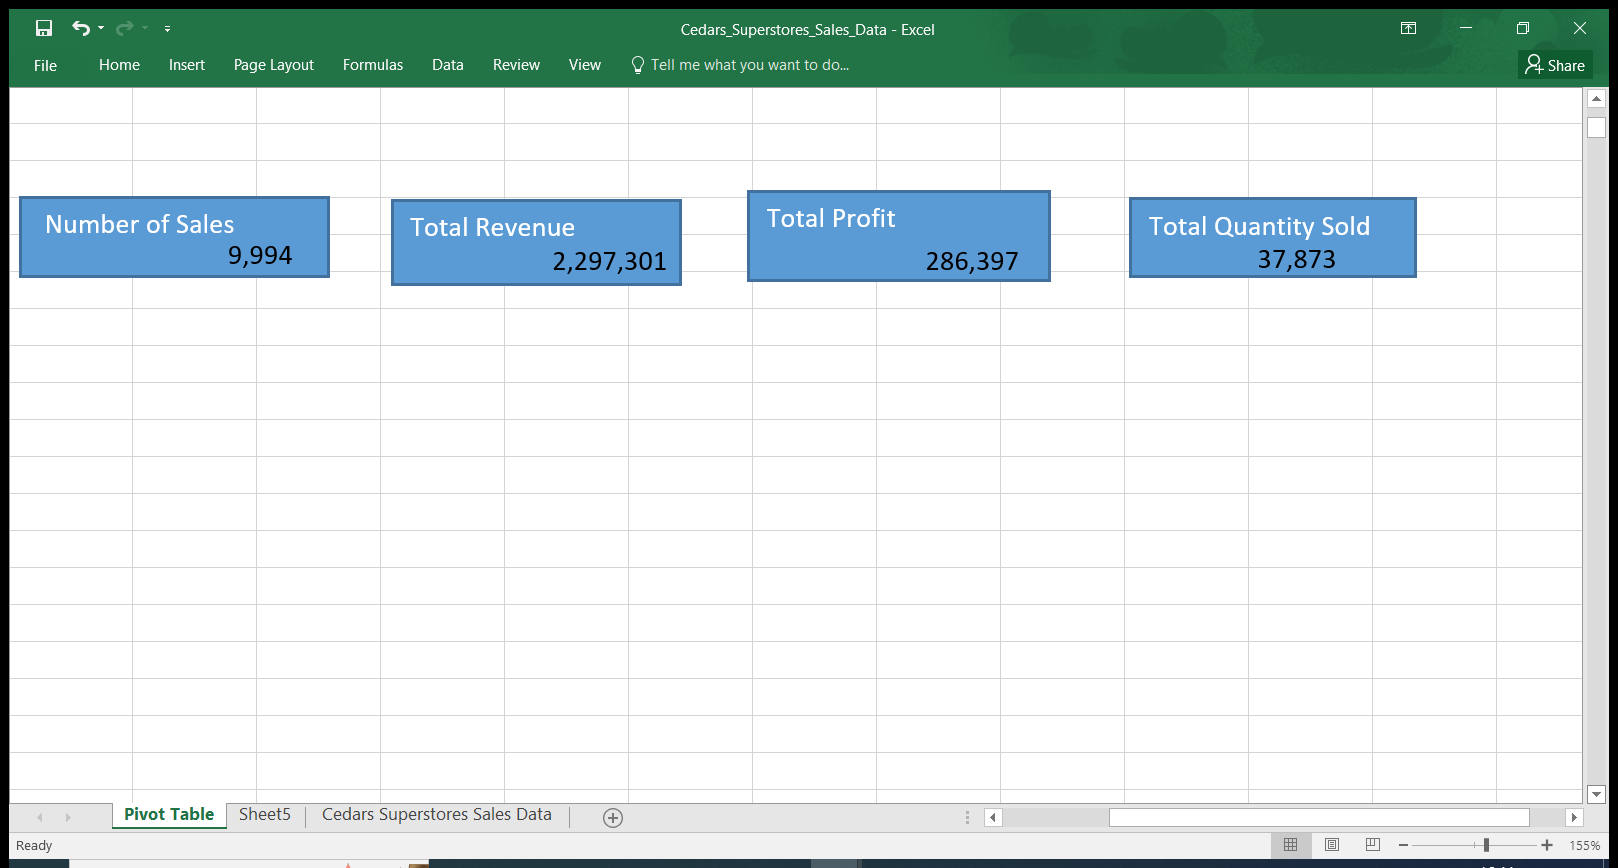 Cedars_Superstores_Sales_Data - Excel
File Home Insert Page Layout Formulas Data Review View Tell me what you want to do... Share
Number of Sales
9,994
Total Revenue
2,297,301
Total Profit
286,397
Total Quantity Sold
37,873
Pivot Table Sheet5 Cedars Superstores Sales Data
Ready 155%